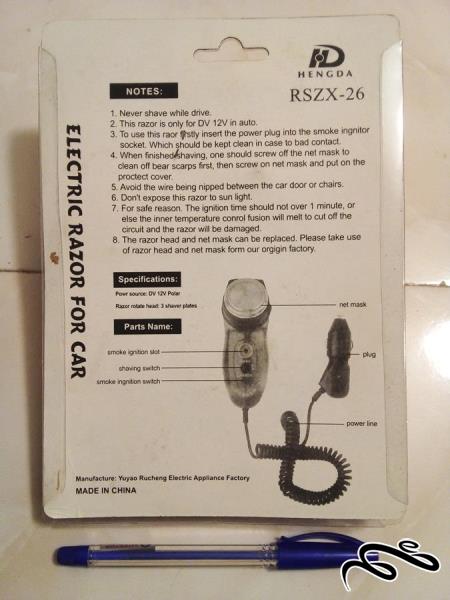 HENGDA
RSZX-26
ELECTRIC RAZOR FOR CAR
NOTES:
1. Never shave while drive.
2. This razor is only for DV 12V in auto.
3. To use this raor firstly insert the power plug into the smoke ingnitor
socket. Which should be kept clean in case to bad contact.
4. When finished shaving, one should screw off the net mask to
clean off bear scarps first, then screw on net mask and put on the
proctect cover.
5. Avoid the wire being nipped between the car door or chairs.
6. Don't expose this razor to sun light.
7. For safe reason. The ignition time should not over 1 minute, or
else the inner temperature conrol fusion will melt to cut off the
circuit and the razor will be damaged.
8. The razor head and net mask can be replaced. Please take use
of razor head and net mask form our orgigin factory.
Specifications:
Powr source: DV 12V Polar
Razor rotate head: 3 shaver plates
Parts Name:
net mask
smoke ignition slot
plug
shaving switch
smoke ingnition switch
power line
Manufacture: Yuyao Rucheng Electric Appliance Factory
MADE IN CHINA